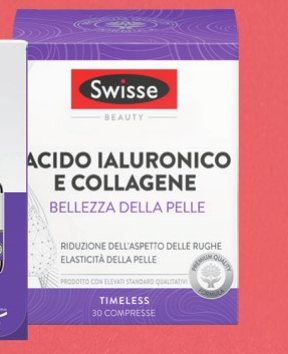 Swisse
BEAUTY
ACIDO IALURONICO
E COLLAGENE
BELLEZZA DELLA PELLE
RIDUZIONE DELL'ASPETTO DELLE RUGHE
ELASTICITÀ DELLA PELLE
PRODOTTO CON ELEVATI STANDARD QUALITATIVI
PREMIUM QUALITY
FORMULA
TIMELESS
30 COMPRESSE